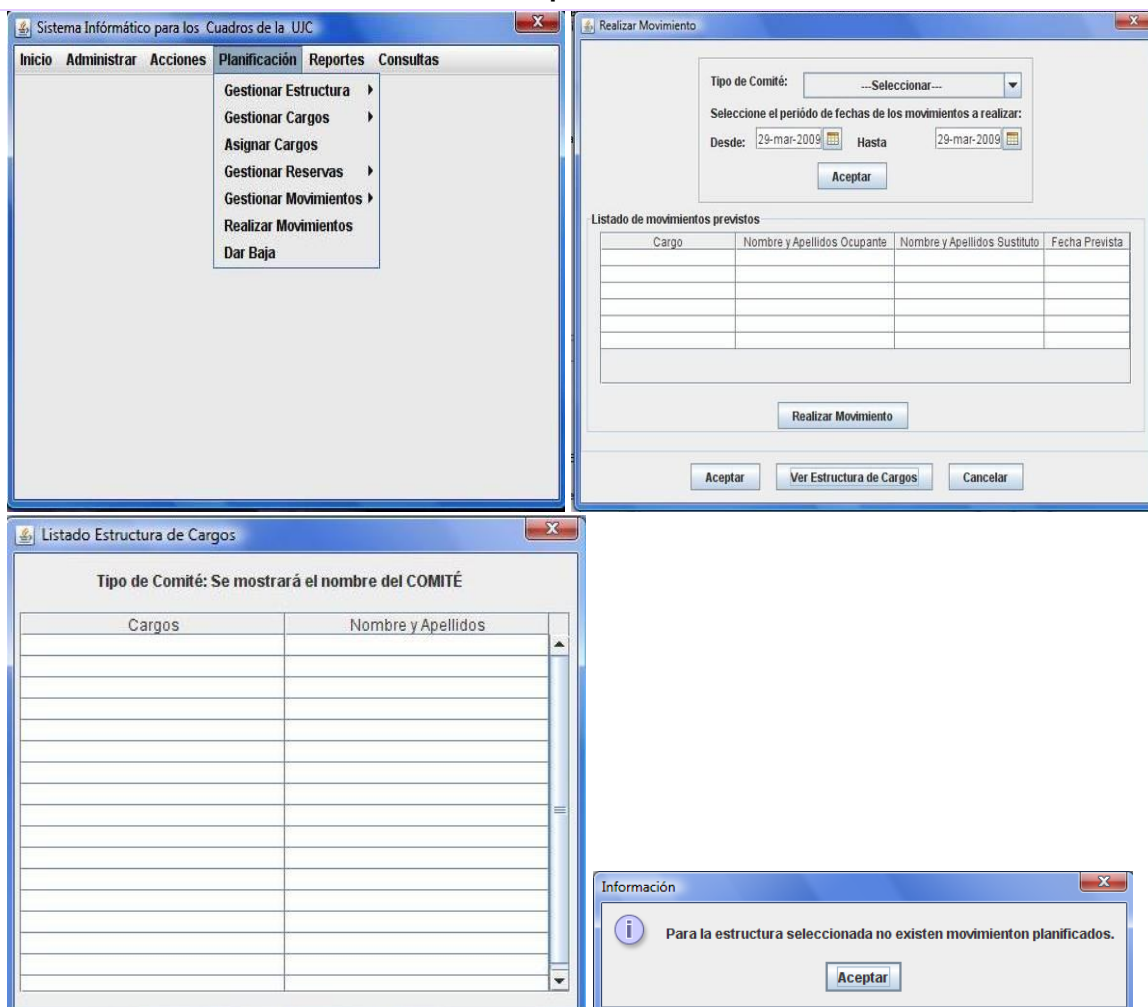 Sistema Infórmático para los Cuadros de la UJC
Inicio Administrar Acciones Planificación Reportes Consultas
Gestionar Estructura
Gestionar Cargos
Asignar Cargos
Gestionar Reservas
Gestionar Movimientos
Realizar Movimientos
Dar Baja
Realizar Movimiento
Tipo de Comité: ---Seleccionar---
Seleccione el periódo de fechas de los movimientos a realizar:
Desde: 29-mar-2009 Hasta 29-mar-2009
Aceptar
Listado de movimientos previstos
Cargo Nombre y Apellidos Ocupante Nombre y Apellidos Sustituto Fecha Prevista
Realizar Movimiento
Aceptar Ver Estructura de Cargos Cancelar
Listado Estructura de Cargos
Tipo de Comité: Se mostrará el nombre del COMITÉ
Cargos Nombre y Apellidos
Información
Para la estructura seleccionada no existen movimienton planificados.
Aceptar